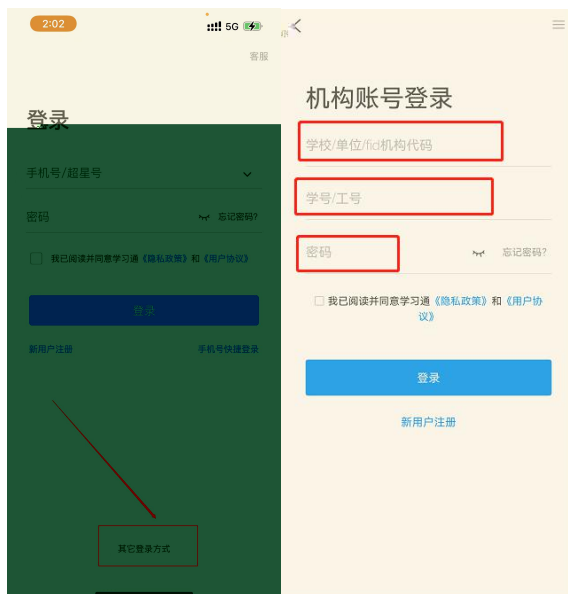 2:02
5G
客服
登录
手机号/超星号
密码
忘记密码?
我已阅读并同意学习通《隐私政策》和《用户协议》
登录
新用户注册
手机号快捷登录
其它登录方式
机构账号登录
学校/单位/fid机构代码
学号/工号
密码
忘记密码?
我已阅读并同意学习通《隐私政策》和《用户协
议》
登录
新用户注册